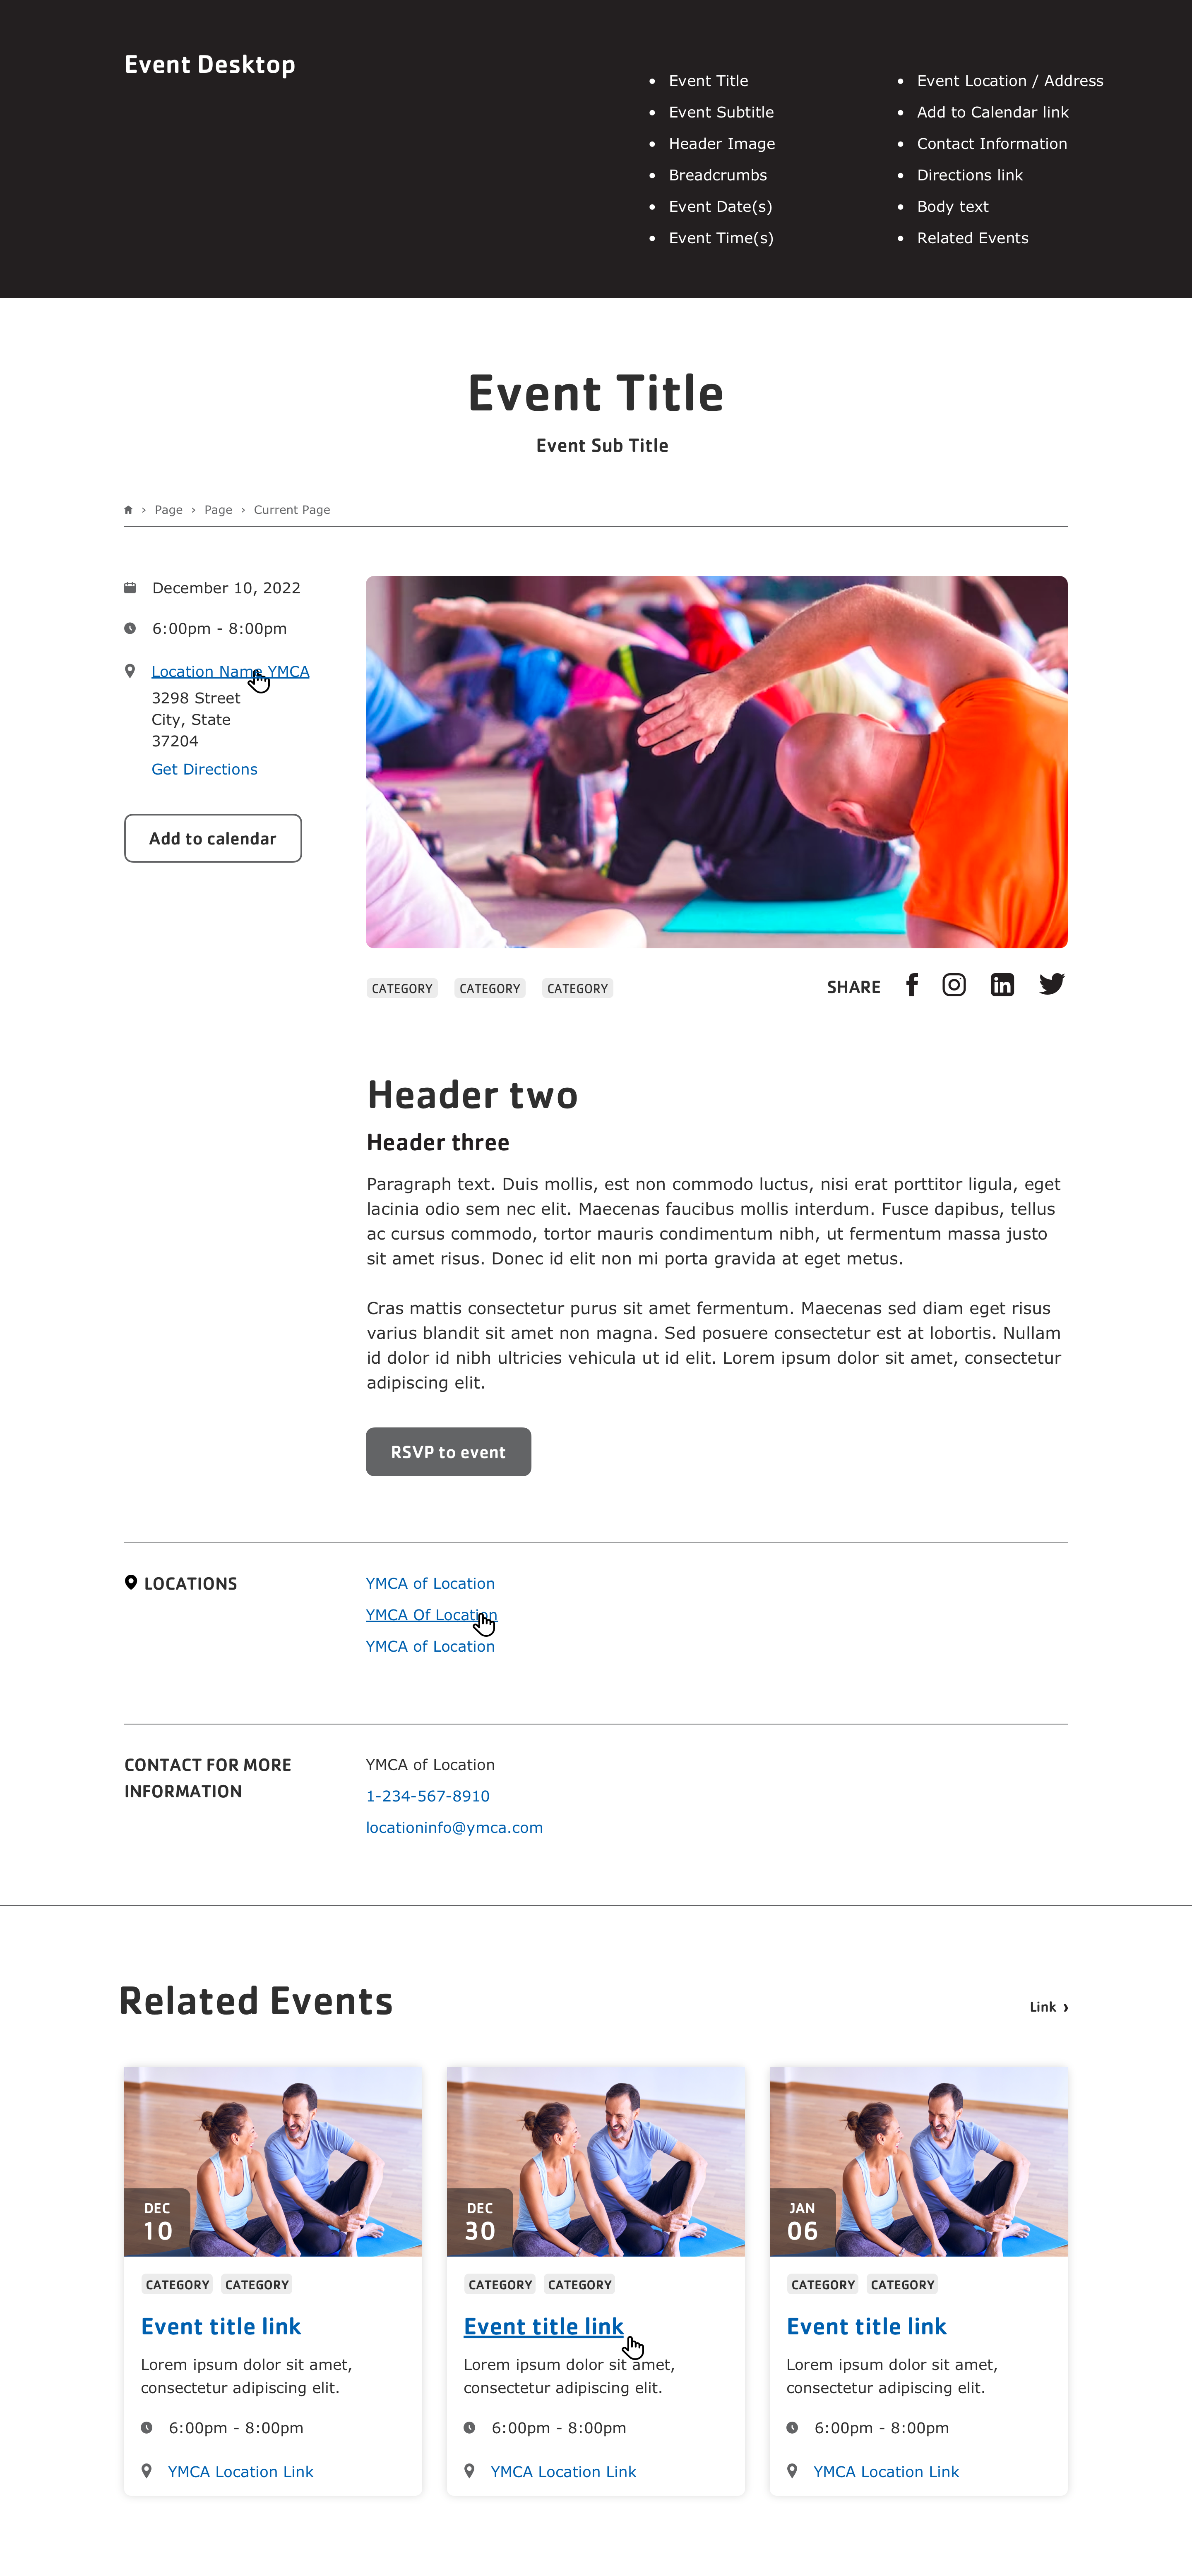 Event Desktop
Event Title
Event Subtitle
Header Image
Breadcrumbs
Event Date(s)
Event Time(s)
Event Location / Address
Add to Calendar link
Contact Information
Directions link
Body text
Related Events
Event Title
Event Sub Title
Page › Page › Current Page
December 10, 2022
6:00pm - 8:00pm
Location Name YMCA
3298 Street
City, State
37204
Get Directions
Add to calendar
CATEGORY CATEGORY CATEGORY
SHARE
Header two
Header three
Paragraph text. Duis mollis, est non commodo luctus, nisi erat porttitor ligula, eget
lacinia odio sem nec elit. Maecenas faucibus mollis interdum. Fusce dapibus, tellus
ac cursus commodo, tortor mauris condimentum nibh, ut fermentum massa justo
sit amet risus. Donec id elit non mi porta gravida at eget metus.
Cras mattis consectetur purus sit amet fermentum. Maecenas sed diam eget risus
varius blandit sit amet non magna. Sed posuere consectetur est at lobortis. Nullam
id dolor id nibh ultricies vehicula ut id elit. Lorem ipsum dolor sit amet, consectetur
adipiscing elit.
RSVP to event
LOCATIONS
YMCA of Location
YMCA Of Location
YMCA of Location
CONTACT FOR MORE
INFORMATION
YMCA of Location
1-234-567-8910
locationinfo@ymca.com
Related Events
Link ›
DEC
10
CATEGORY CATEGORY
Event title link
Lorem ipsum dolor sit amet,
consectetur adipiscing elit.
6:00pm - 8:00pm
YMCA Location Link
DEC
30
CATEGORY CATEGORY
Event title link
Lorem ipsum dolor sit amet,
consectetur adipiscing elit.
6:00pm - 8:00pm
YMCA Location Link
JAN
06
CATEGORY CATEGORY
Event title link
Lorem ipsum dolor sit amet,
consectetur adipiscing elit.
6:00pm - 8:00pm
YMCA Location Link